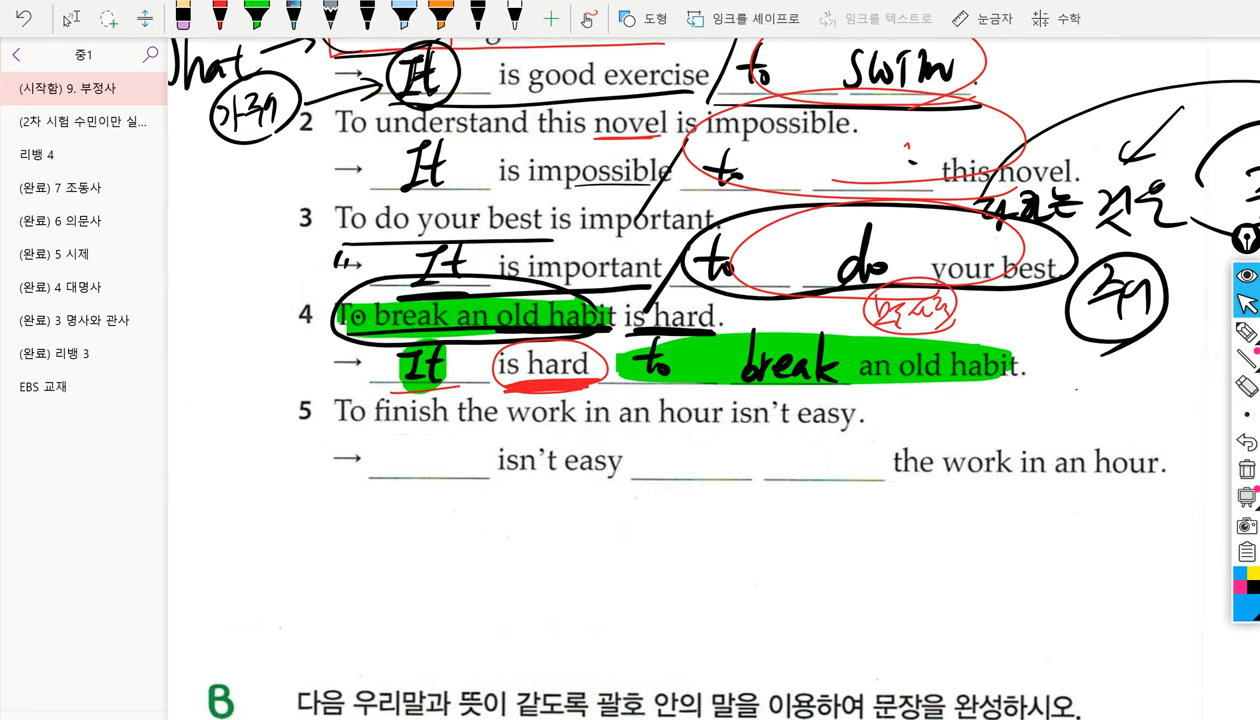 도형 잉크를 셰이프로 잉크를 텍스트로 눈금자 수학
중1
(시작함) 9. 부정사
(2차 시험 수민이만 실...
리뱅 4
(완료) 7 조동사
(완료) 6 의문사
(완료) 5 시제
(완료) 4 대명사
(완료) 3 명사와 관사
(완료) 리뱅 3
EBS 교재
That
→ It is good exercise to swim
가주어
2 To understand this novel is impossible.
→ It is impossible to this novel.
것을
3 To do your best is important.
→ It is important to do your best.
주어
4 To break an old habit is hard.
→ It is hard to break an old habit.
5 To finish the work in an hour isn't easy.
→ isn't easy the work in an hour.
B 다음 우리말과 뜻이 같도록 괄호 안의 말을 이용하여 문장을 완성하시오.